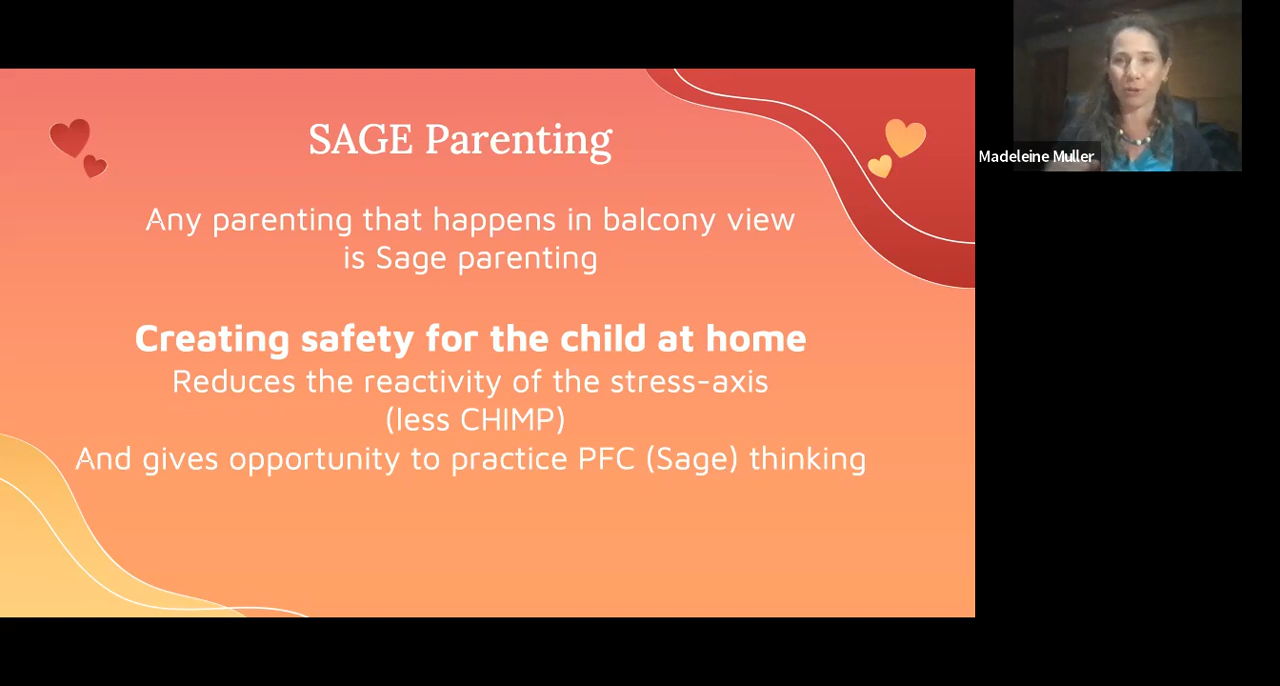 SAGE Parenting
Any parenting that happens in balcony view
is Sage parenting
Creating safety for the child at home
Reduces the reactivity of the stress-axis
(less CHIMP)
And gives opportunity to practice PFC (Sage) thinking
Madeleine Muller